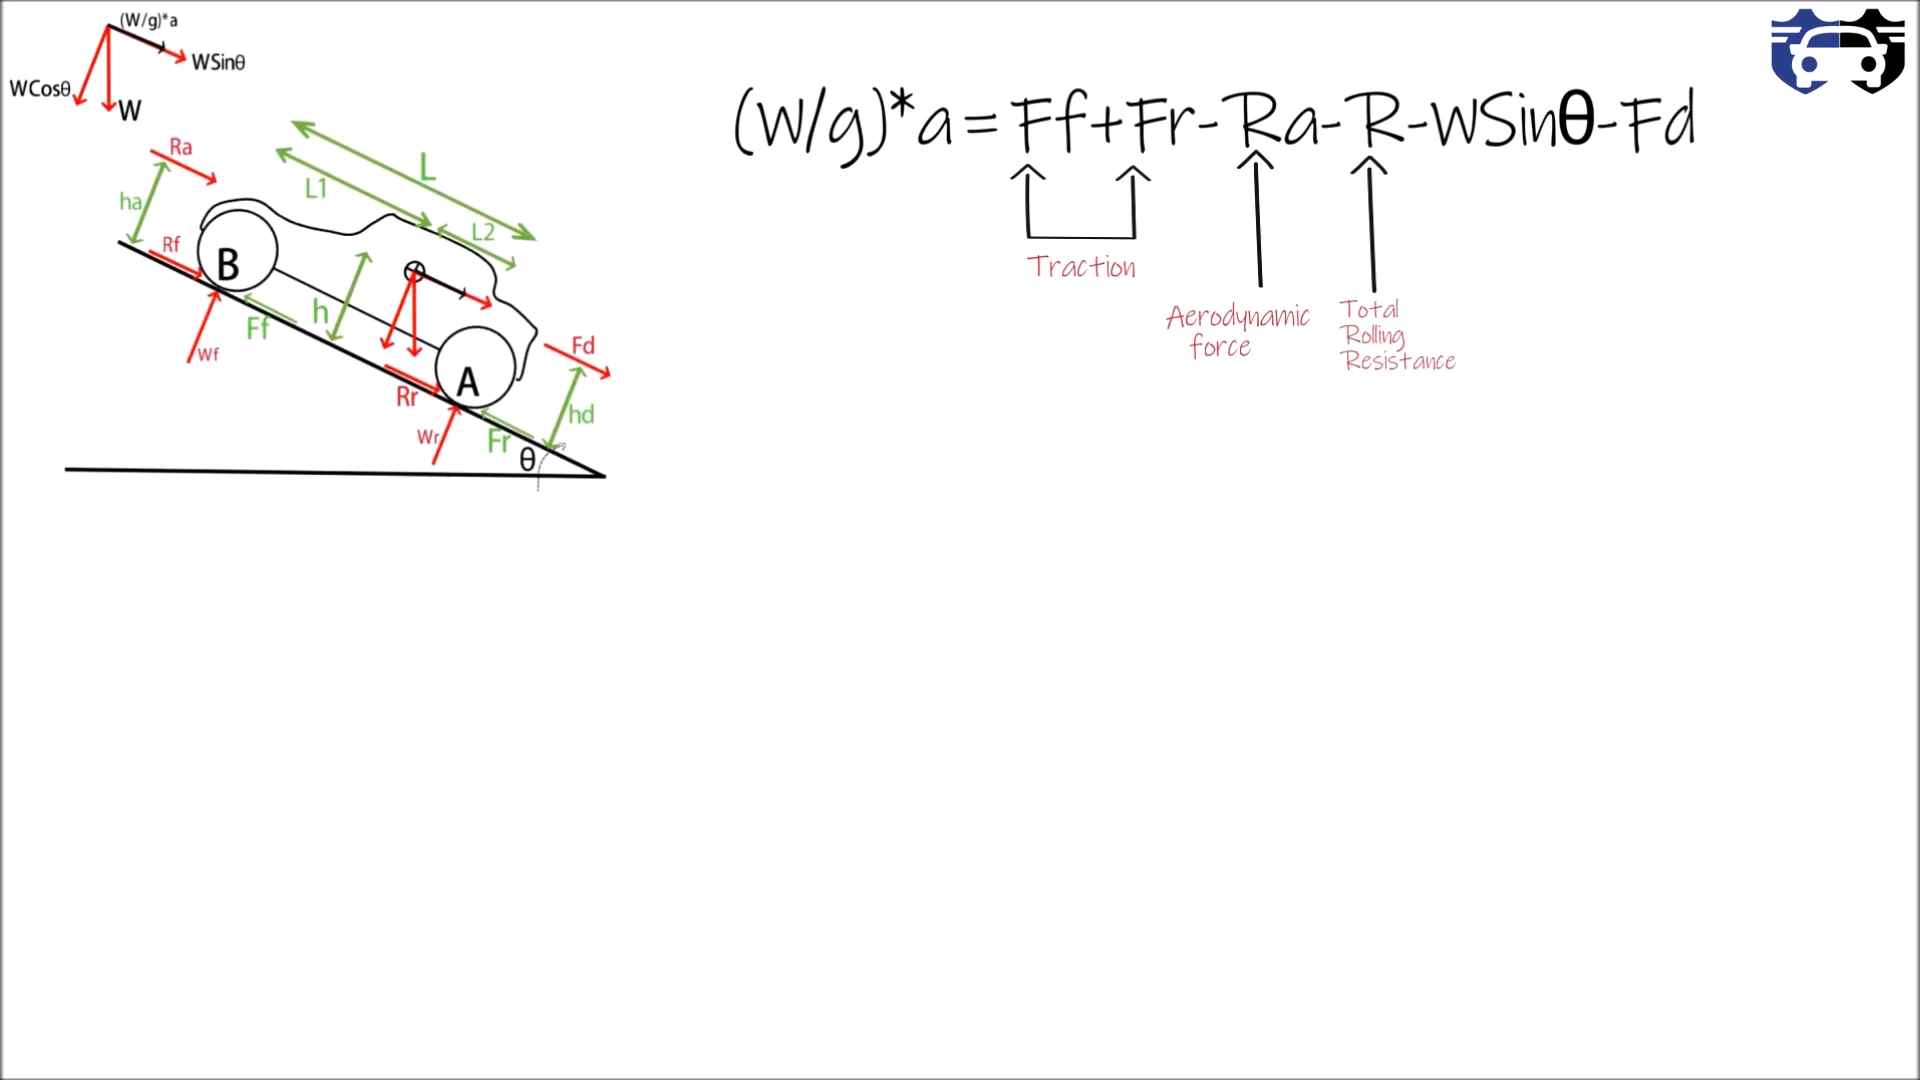 (W/g)*a
WSinθ
WCosθ
W
(W/g)*a=Ff+Fr-Ra-R-WSinθ-Fd
Ra
L
L1
ha
L2
Rf
B
h
Ff
Wf
Fd
A
Rr
hd
Wr
Fr
θ
Traction
Aerodynamic
force
Total
Rolling
Resistance